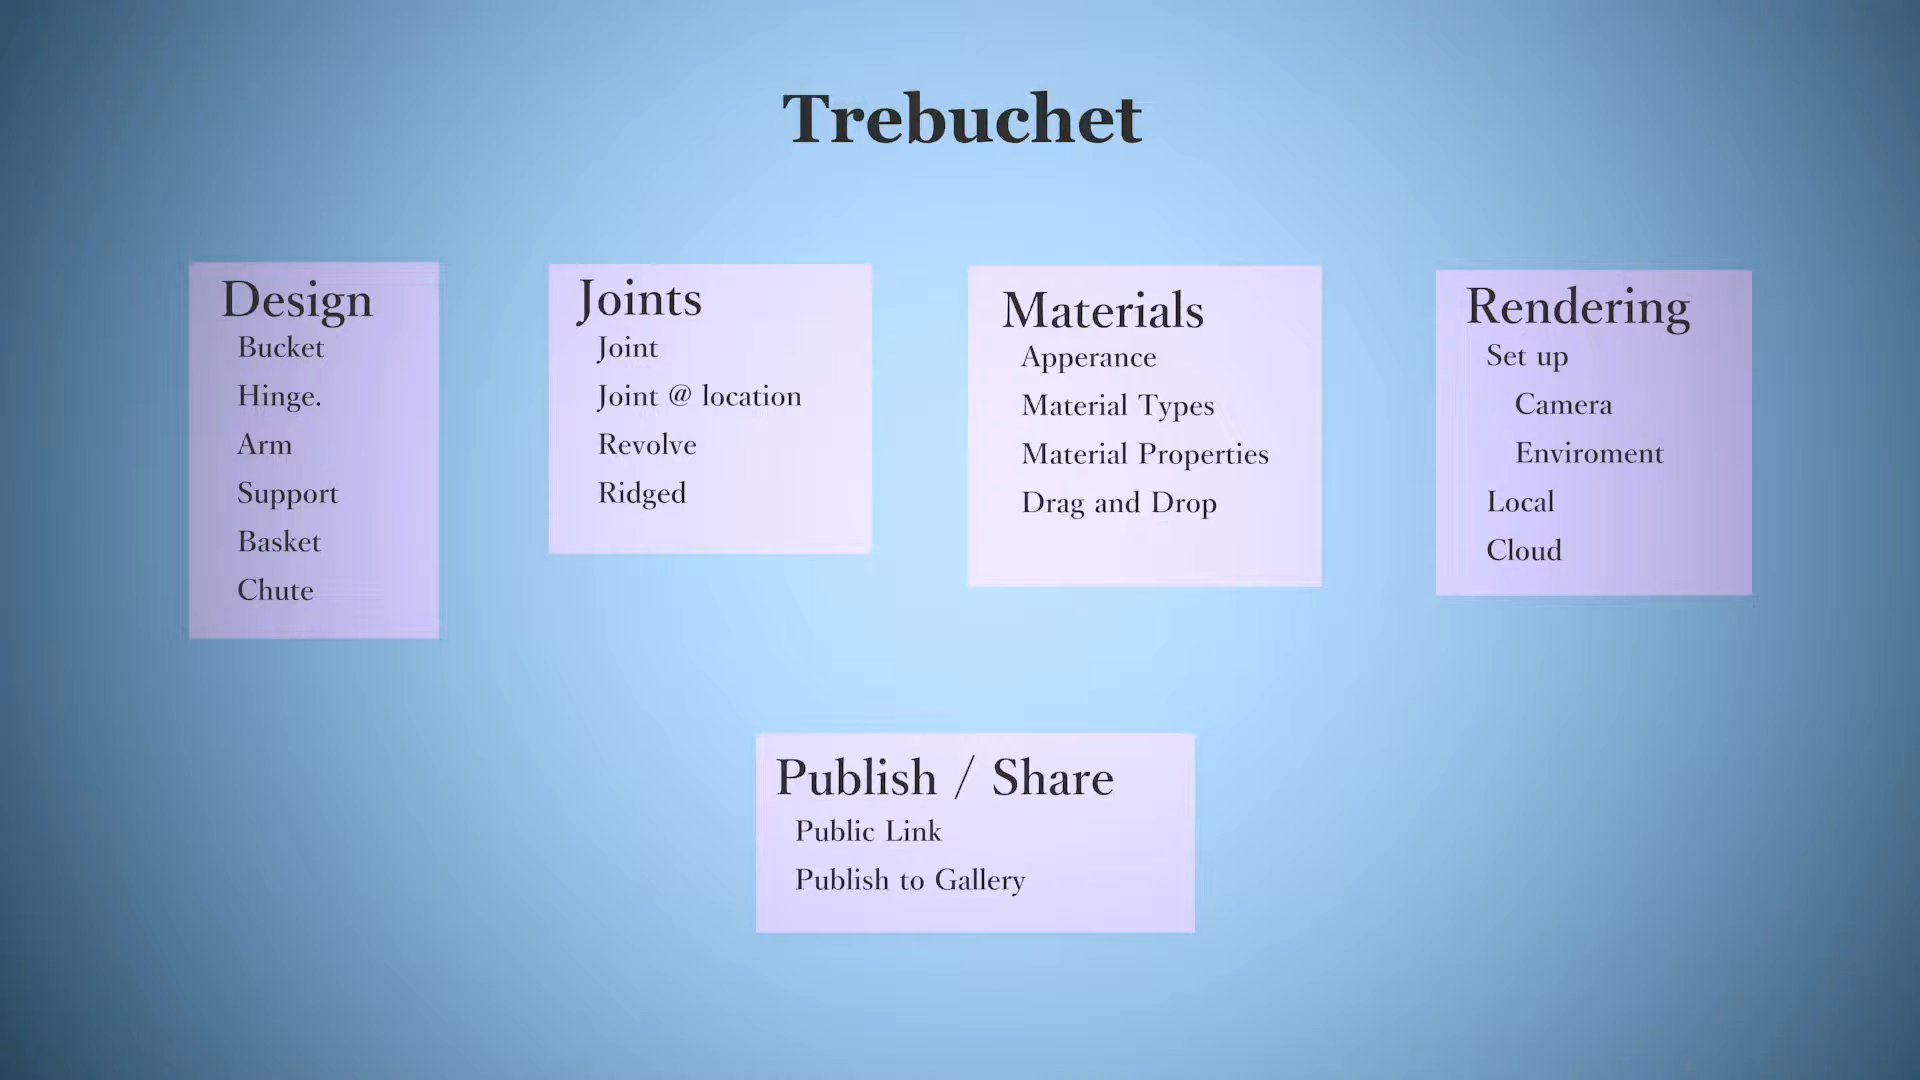 Trebuchet
Design
Bucket
Hinge.
Arm
Support
Basket
Chute
Joints
Joint
Joint @ location
Revolve
Ridged
Materials
Apperance
Material Types
Material Properties
Drag and Drop
Rendering
Set up
Camera
Enviroment
Local
Cloud
Publish / Share
Public Link
Publish to Gallery